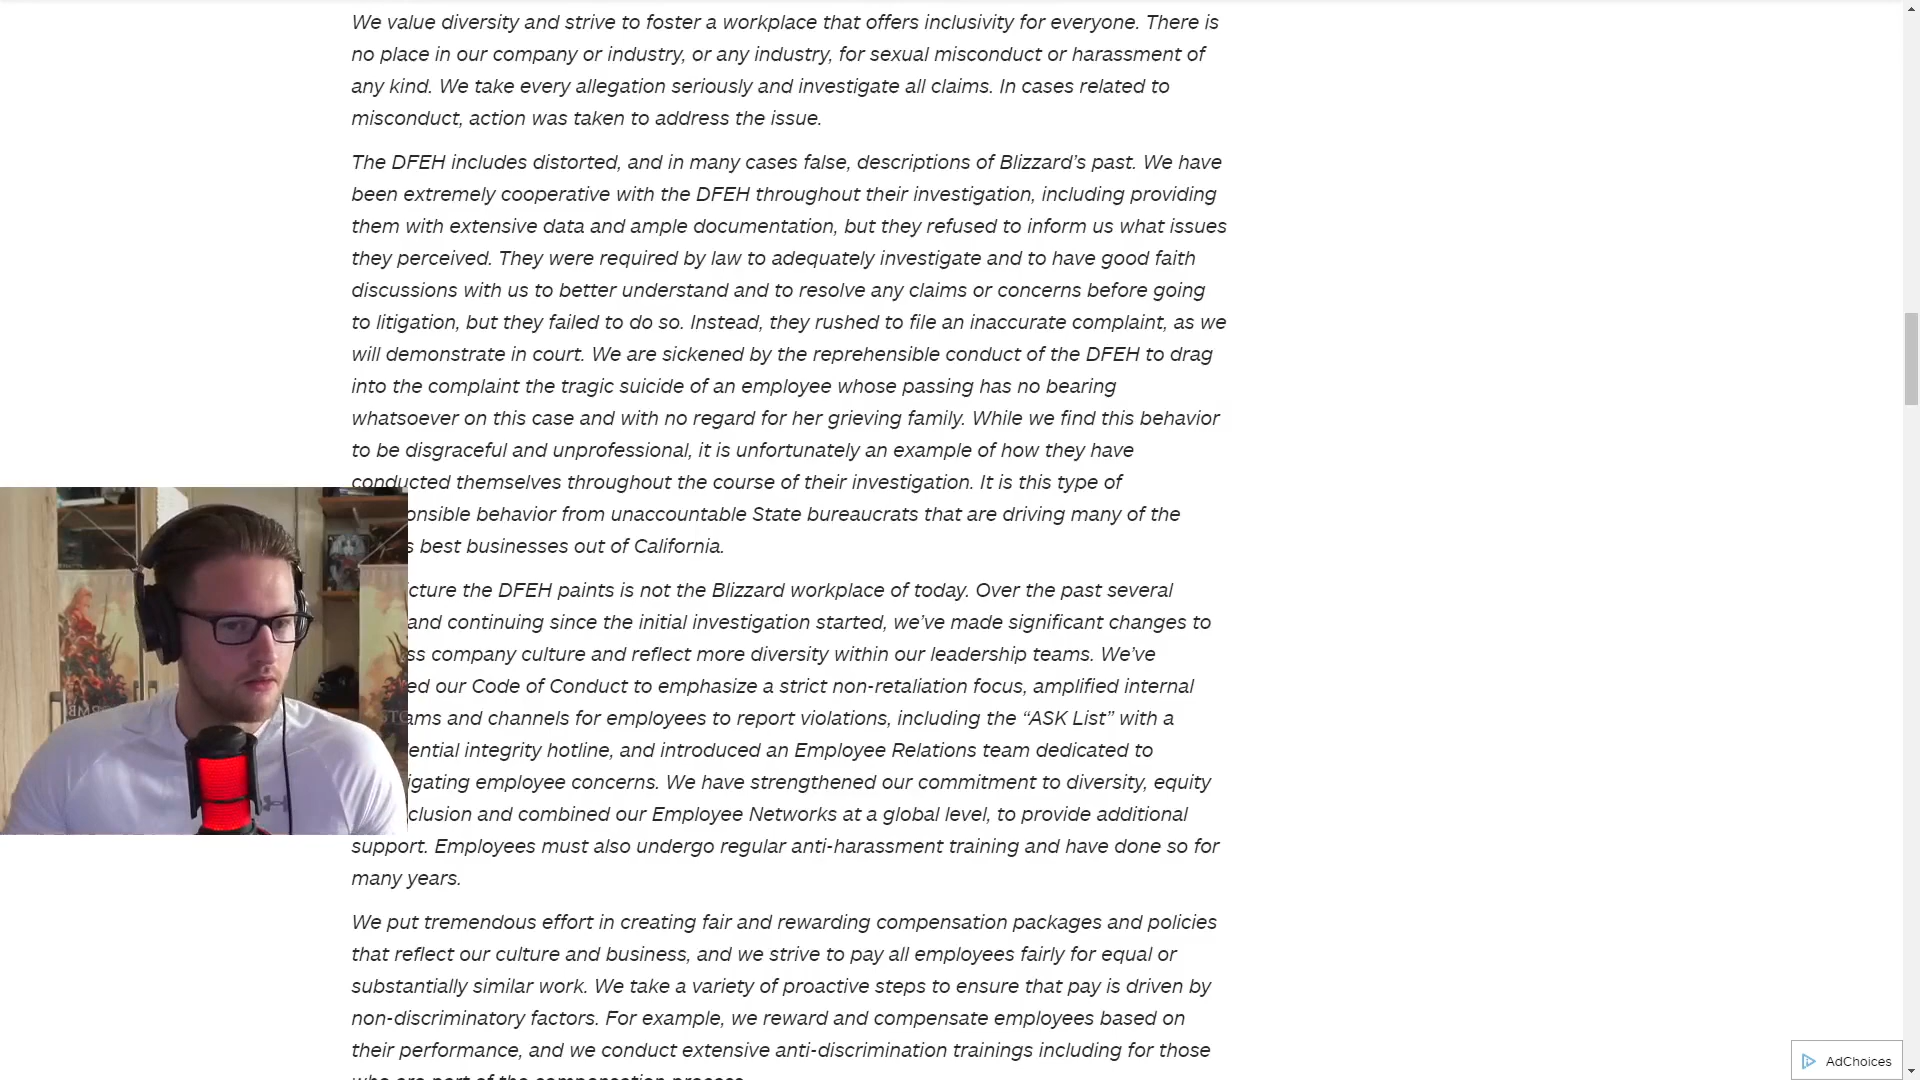 We value diversity and strive to foster a workplace that offers inclusivity for everyone. There is
no place in our company or industry, or any industry, for sexual misconduct or harassment of
any kind. We take every allegation seriously and investigate all claims. In cases related to
misconduct, action was taken to address the issue.
The DFEH includes distorted, and in many cases false, descriptions of Blizzard’s past. We have
been extremely cooperative with the DFEH throughout their investigation, including providing
them with extensive data and ample documentation, but they refused to inform us what issues
they perceived. They were required by law to adequately investigate and to have good faith
discussions with us to better understand and to resolve any claims or concerns before going
to litigation, but they failed to do so. Instead, they rushed to file an inaccurate complaint, as we
will demonstrate in court. We are sickened by the reprehensible conduct of the DFEH to drag
into the complaint the tragic suicide of an employee whose passing has no bearing
whatsoever on this case and with no regard for her grieving family. While we find this behavior
to be disgraceful and unprofessional, it is unfortunately an example of how they have
conducted themselves throughout the course of their investigation. It is this type of
onsible behavior from unaccountable State bureaucrats that are driving many of the
s best businesses out of California.
cture the DFEH paints is not the Blizzard workplace of today. Over the past several
and continuing since the initial investigation started, we’ve made significant changes to
ss company culture and reflect more diversity within our leadership teams. We’ve
ed our Code of Conduct to emphasize a strict non-retaliation focus, amplified internal
ams and channels for employees to report violations, including the “ASK List” with a
ential integrity hotline, and introduced an Employee Relations team dedicated to
igating employee concerns. We have strengthened our commitment to diversity, equity
clusion and combined our Employee Networks at a global level, to provide additional
support. Employees must also undergo regular anti-harassment training and have done so for
many years.
We put tremendous effort in creating fair and rewarding compensation packages and policies
that reflect our culture and business, and we strive to pay all employees fairly for equal or
substantially similar work. We take a variety of proactive steps to ensure that pay is driven by
non-discriminatory factors. For example, we reward and compensate employees based on
their performance, and we conduct extensive anti-discrimination trainings including for those
who are part of the compensation process.
AdChoices